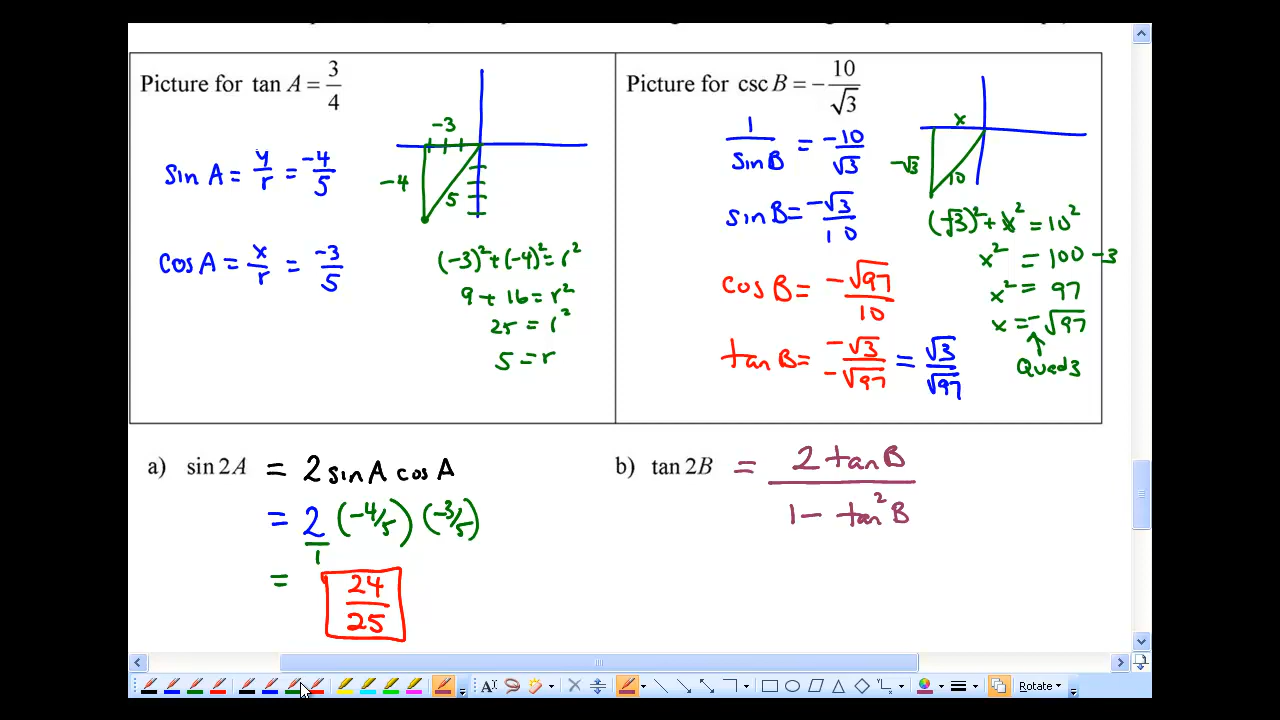 Picture for tan A = 3/4
sin A = y/r = -4/5
cos A = x/r = -3/5
-3
-4
5
(-3)² + (-4)² = r²
9 + 16 = r²
25 = r²
5 = r
Picture for csc B = - 10/√3
1/sin B = -10/√3
sin B = -√3/10
cos B = -√97/10
tan B = -√3/-√97 = √3/√97
x
-√3
10
(-√3)² + x² = 10²
x² = 100 - 3
x² = 97
x = -√97
Quad 3
a) sin 2A = 2 sin A cos A
= 2/1 (-4/5) (-3/5)
= 24/25
b) tan 2B = 2 tan B / 1 - tan² B
Rotate